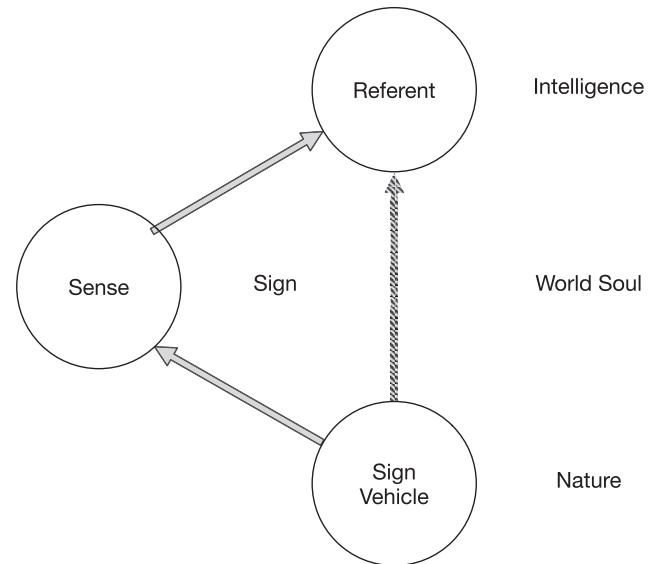 Referent
Intelligence
Sense
Sign
World Soul
Sign
Vehicle
Nature